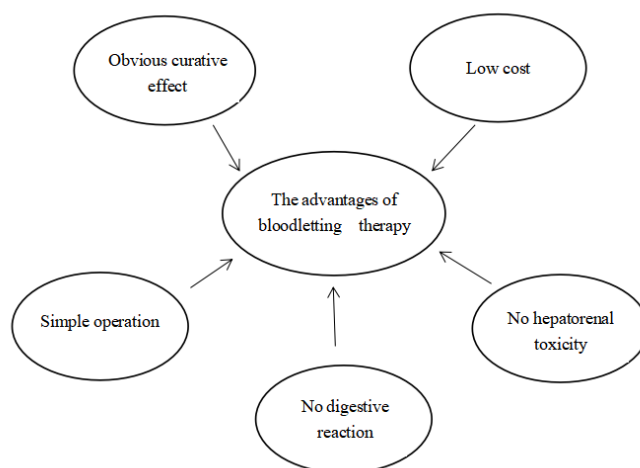 Obvious curative
effect
Low cost
The advantages of
bloodletting therapy
Simple operation
No hepatorenal
toxicity
No digestive
reaction